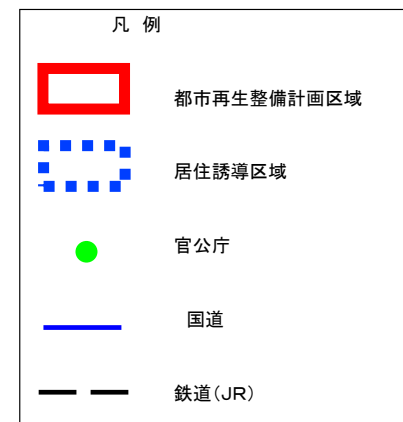 凡 例
都市再生整備計画区域
居住誘導区域
官公庁
国道
鉄道(JR)